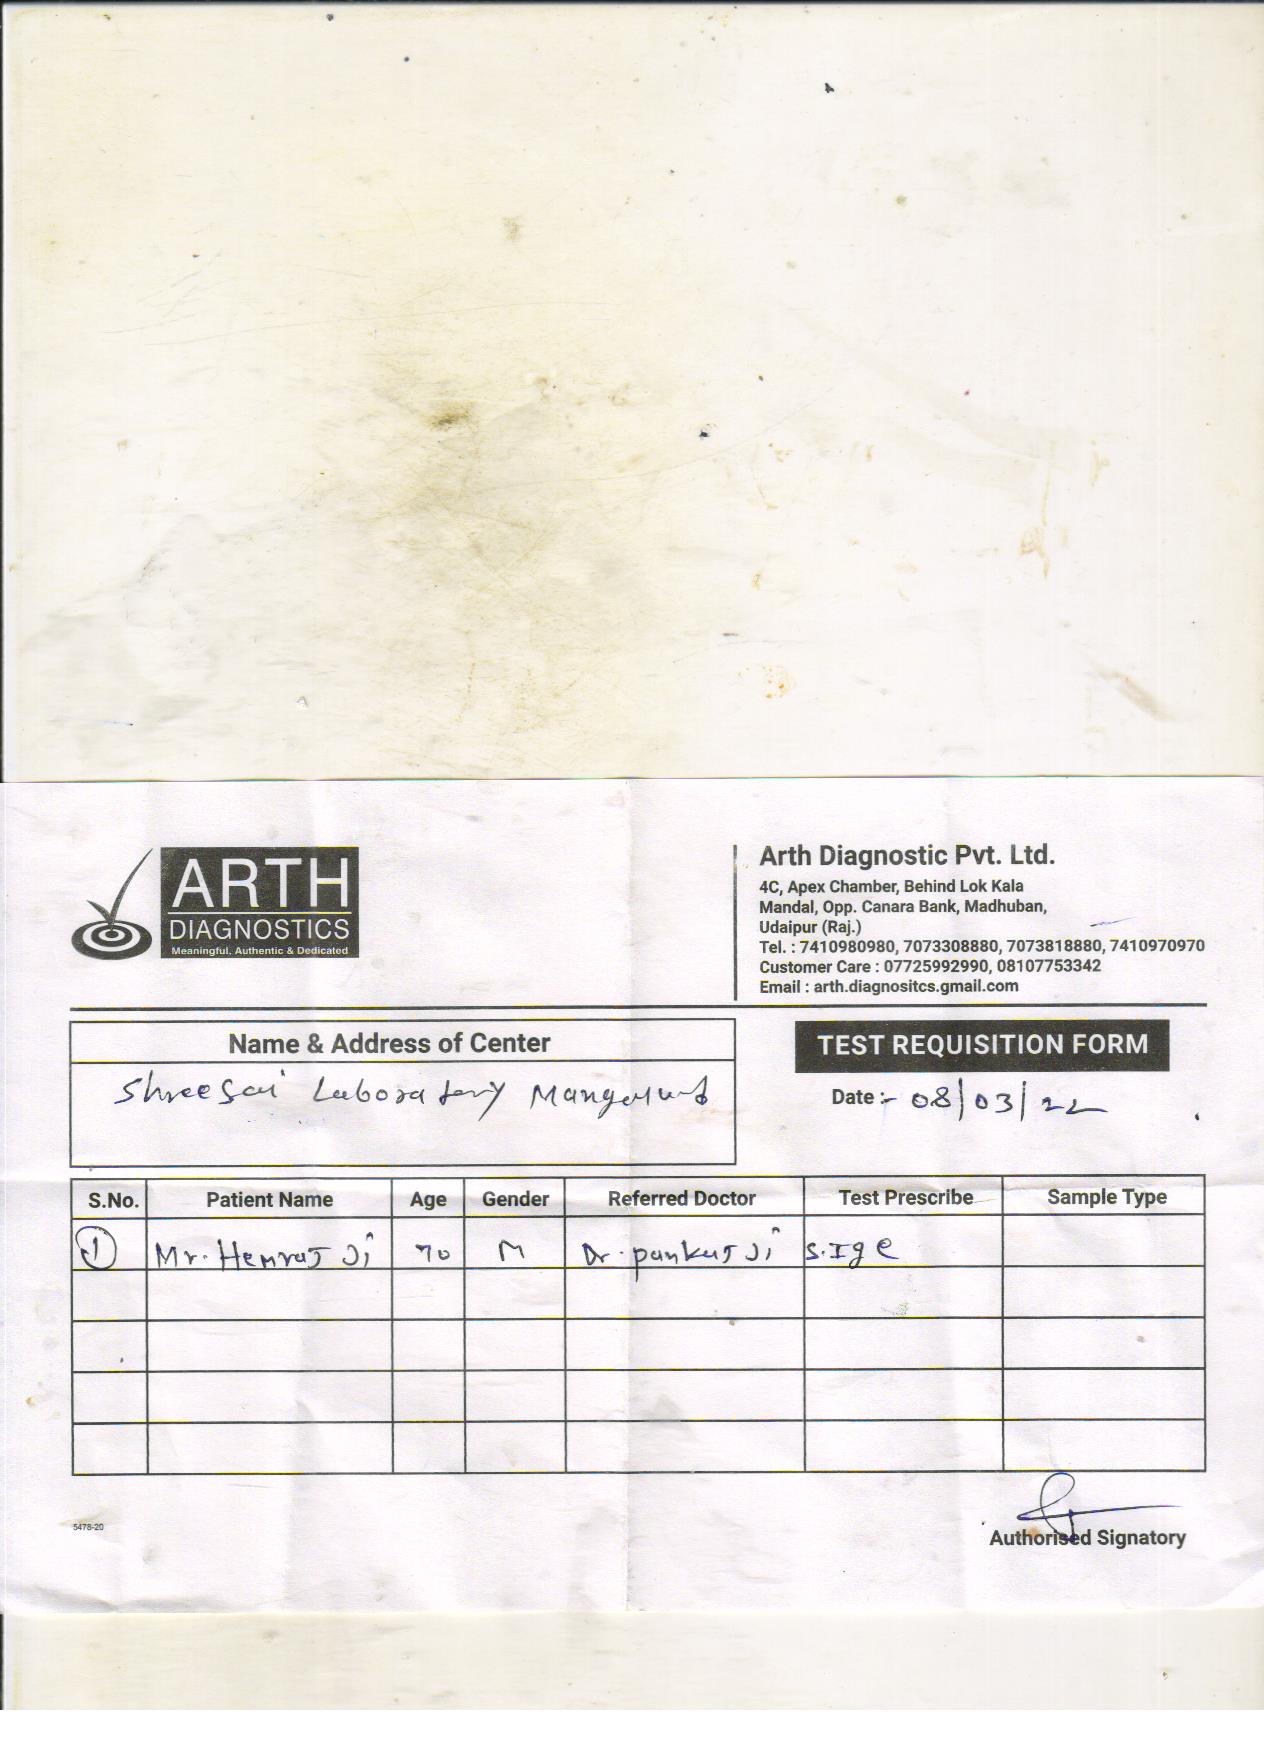 ARTH
DIAGNOSTICS
Meaningful, Authentic & Dedicated
Arth Diagnostic Pvt. Ltd.
4C, Apex Chamber, Behind Lok Kala
Mandal, Opp. Canara Bank, Madhuban,
Udaipur (Raj.)
Tel. : 7410980980, 7073308880, 7073818880, 7410970970
Customer Care : 07725992990, 08107753342
Email : arth.diagnositcs.gmail.com
Name & Address of Center
Shreesai Laboratory
TEST REQUISITION FORM
Date :- 08/03/22
S.No. Patient Name Age Gender Referred Doctor Test Prescribe Sample Type
1 Mr. Hemraj Ji 70 M Dr. pankaj Ji S.Ige
5478-20
Authorised Signatory